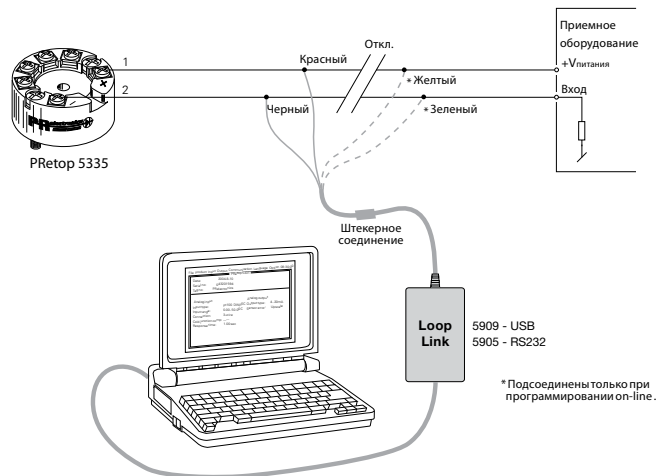 Приемное
оборудование
+Vпитания
Вход
Откл.
Красный
*Желтый
Черный
*Зеленый
1
2
PRetop 5335
Штекерное
соединение
Loop
Link
5909 - USB
5905 - RS232
*Подсоединены только при
программировании on-line.